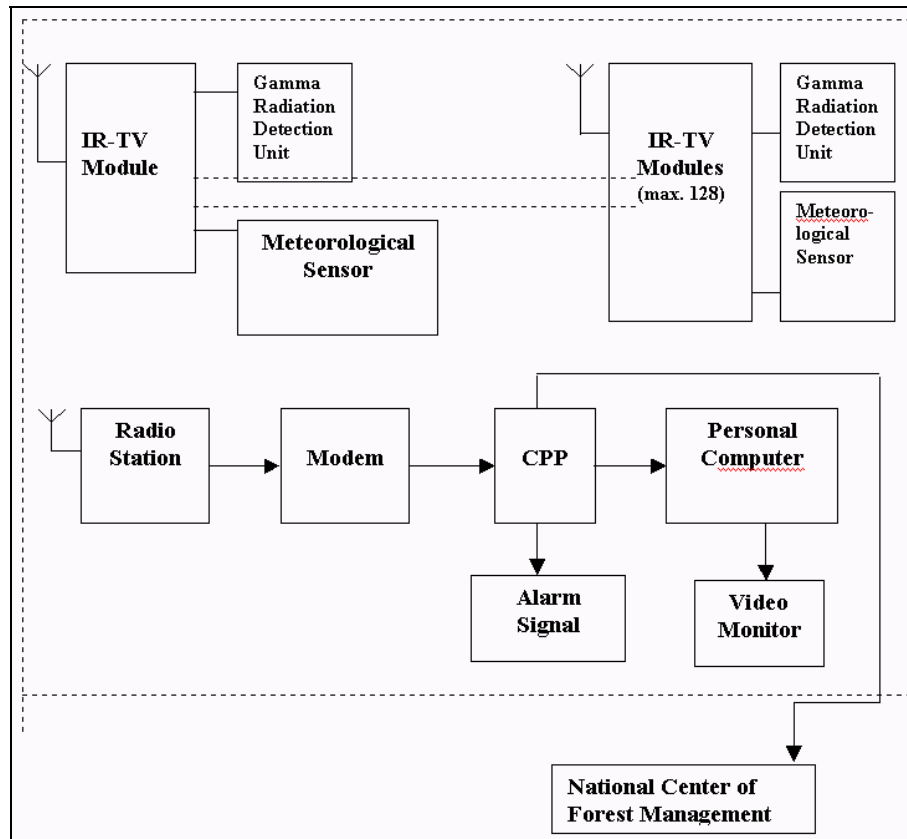 IR-TV
Module
Gamma
Radiation
Detection
Unit
Meteorological
Sensor
IR-TV
Modules
(max. 128)
Gamma
Radiation
Detection
Unit
Meteoro-
logical
Sensor
Radio
Station
Modem
CPP
Personal
Computer
Alarm
Signal
Video
Monitor
National Center of
Forest Management